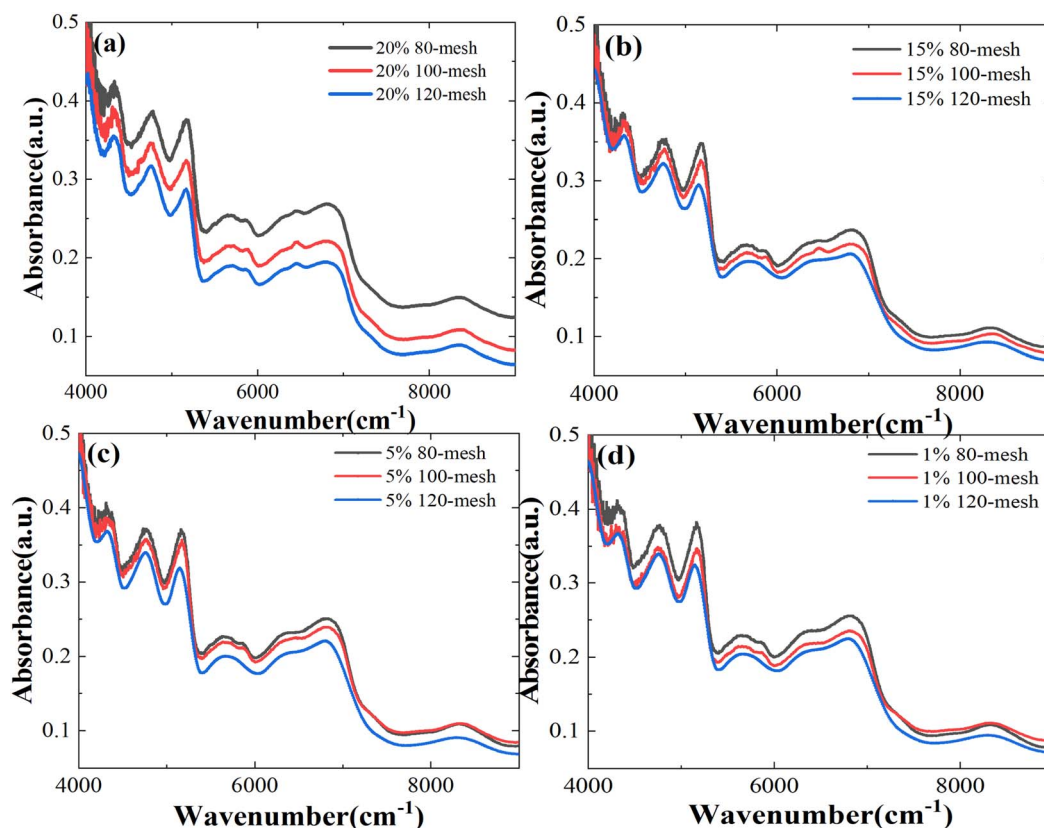 (a)
20% 80-mesh
20% 100-mesh
20% 120-mesh
Absorbance(a.u.)
0.5
0.4
0.3
0.2
0.1
4000 6000 8000
Wavenumber(cm⁻¹)
(b)
15% 80-mesh
15% 100-mesh
15% 120-mesh
Absorbance(a.u.)
0.5
0.4
0.3
0.2
0.1
4000 6000 8000
Wavenumber(cm⁻¹)
(c)
5% 80-mesh
5% 100-mesh
5% 120-mesh
Absorbance(a.u.)
0.5
0.4
0.3
0.2
0.1
4000 6000 8000
Wavenumber(cm⁻¹)
(d)
1% 80-mesh
1% 100-mesh
1% 120-mesh
Absorbance(a.u.)
0.5
0.4
0.3
0.2
0.1
4000 6000 8000
Wavenumber(cm⁻¹)